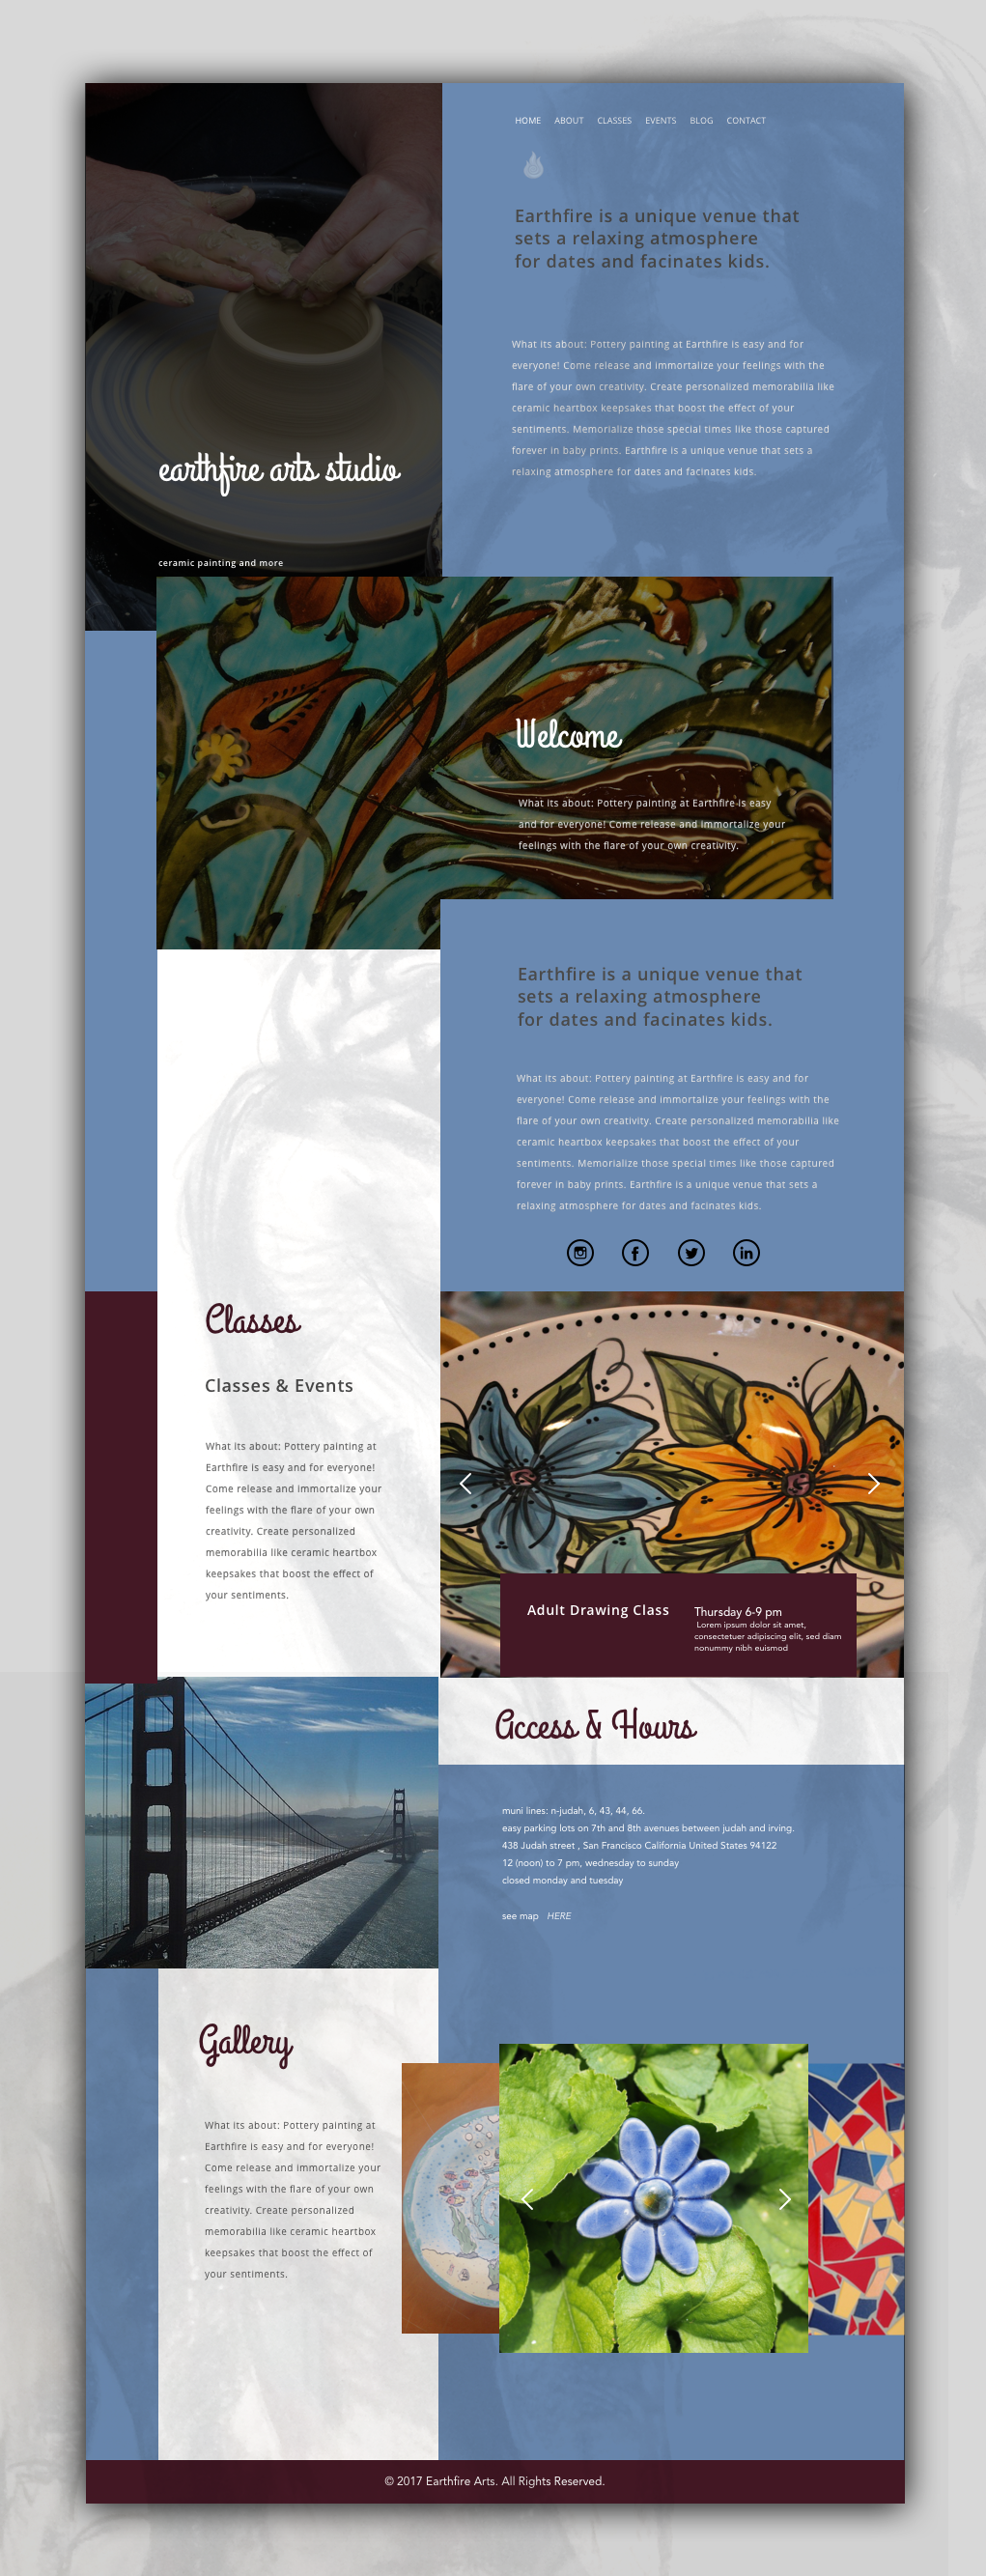 HOME ABOUT CLASSES EVENTS BLOG CONTACT
Earthfire is a unique venue that
sets a relaxing atmosphere
for dates and facinates kids.
What its about: Pottery painting at Earthfire is easy and for
everyone! Come release and immortalize your feelings with the
flare of your own creativity. Create personalized memorabilia like
ceramic heartbox keepsakes that boost the effect of your
sentiments. Memorialize those special times like those captured
forever in baby prints. Earthfire is a unique venue that sets a
relaxing atmosphere for dates and facinates kids.
earthfire arts studio
ceramic painting and more
Welcome
What its about: Pottery painting at Earthfire is easy
and for everyone! Come release and immortalize your
feelings with the flare of your own creativity.
Earthfire is a unique venue that
sets a relaxing atmosphere
for dates and facinates kids.
What its about: Pottery painting at Earthfire is easy and for
everyone! Come release and immortalize your feelings with the
flare of your own creativity. Create personalized memorabilia like
ceramic heartbox keepsakes that boost the effect of your
sentiments. Memorialize those special times like those captured
forever in baby prints. Earthfire is a unique venue that sets a
relaxing atmosphere for dates and facinates kids.
Classes
Classes & Events
What its about: Pottery painting at
Earthfire is easy and for everyone!
Come release and immortalize your
feelings with the flare of your own
creativity. Create personalized
memorabilia like ceramic heartbox
keepsakes that boost the effect of
your sentiments.
Adult Drawing Class
Thursday 6-9 pm
Lorem ipsum dolor sit amet,
consectetuer adipiscing elit, sed diam
nonummy nibh euismod
Access & Hours
muni lines: n-judah, 6, 43, 44, 66.
easy parking lots on 7th and 8th avenues between judah and irving.
438 Judah street , San Francisco California United States 94122
12 (noon) to 7 pm, wednesday to sunday
closed monday and tuesday
see map HERE
Gallery
What its about: Pottery painting at
Earthfire is easy and for everyone!
Come release and immortalize your
feelings with the flare of your own
creativity. Create personalized
memorabilia like ceramic heartbox
keepsakes that boost the effect of
your sentiments.
© 2017 Earthfire Arts. All Rights Reserved.